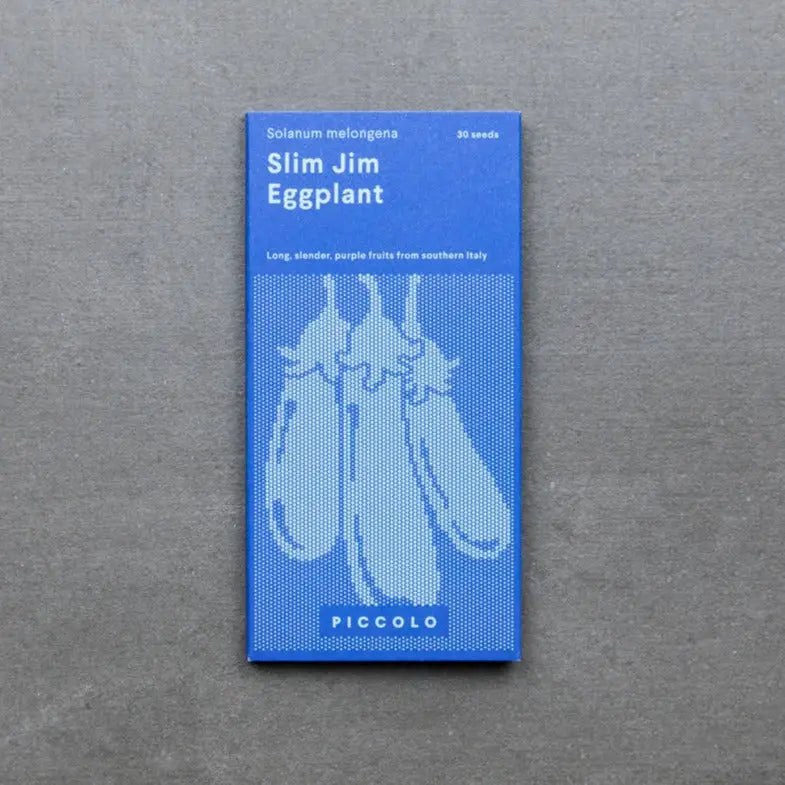 Solanum melongena 30 seeds
Slim Jim
Eggplant
Long, slender, purple fruits from southern Italy
PICCOLO